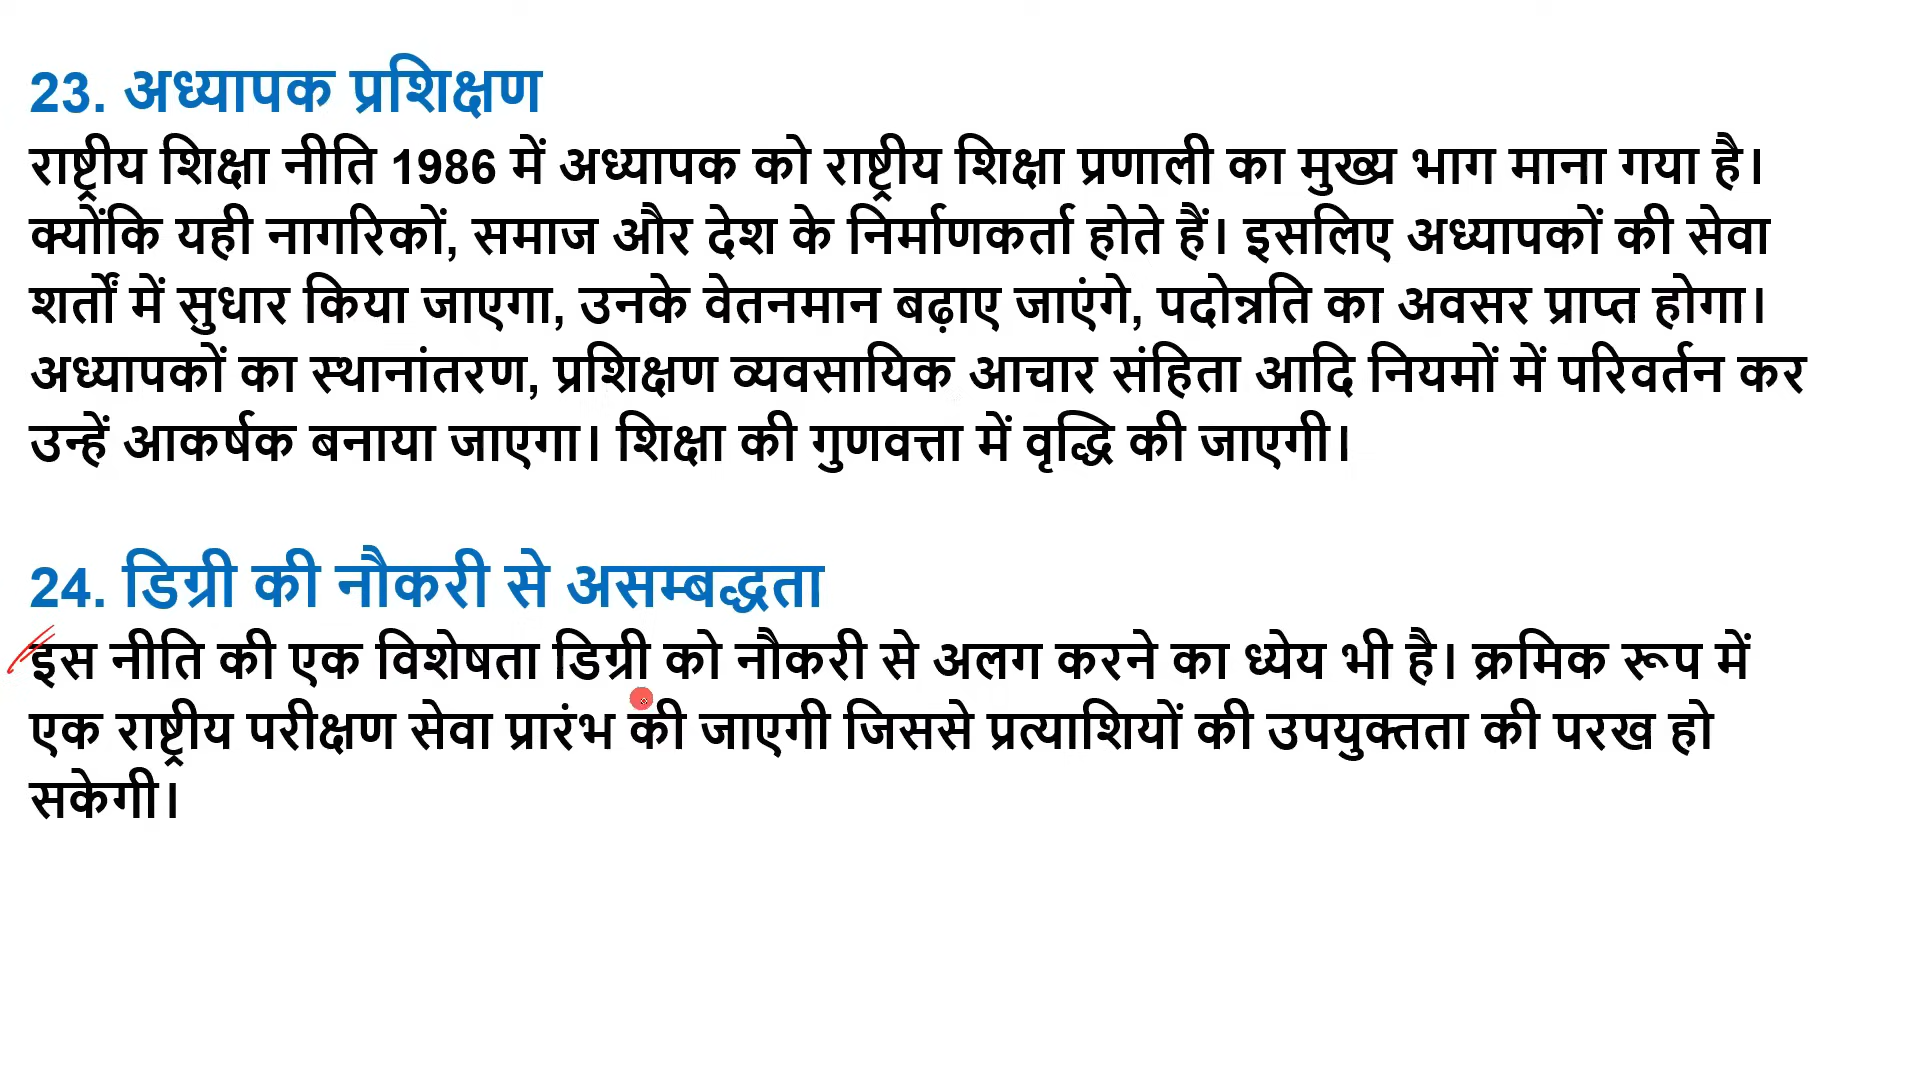 23. अध्यापक प्रशिक्षण
राष्ट्रीय शिक्षा नीति 1986 में अध्यापक को राष्ट्रीय शिक्षा प्रणाली का मुख्य भाग माना गया है।
क्योंकि यही नागरिकों, समाज और देश के निर्माणकर्ता होते हैं। इसलिए अध्यापकों की सेवा
शर्तों में सुधार किया जाएगा, उनके वेतनमान बढ़ाए जाएंगे, पदोन्नति का अवसर प्राप्त होगा।
अध्यापकों का स्थानांतरण, प्रशिक्षण व्यवसायिक आचार संहिता आदि नियमों में परिवर्तन कर
उन्हें आकर्षक बनाया जाएगा। शिक्षा की गुणवत्ता में वृद्धि की जाएगी।
24. डिग्री की नौकरी से असम्बद्धता
इस नीति की एक विशेषता डिग्री को नौकरी से अलग करने का ध्येय भी है। क्रमिक रूप में
एक राष्ट्रीय परीक्षण सेवा प्रारंभ की जाएगी जिससे प्रत्याशियों की उपयुक्तता की परख हो
सकेगी।